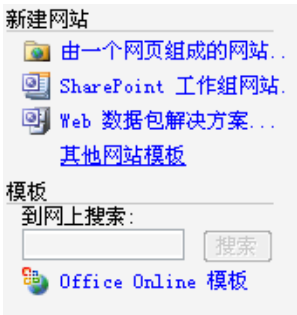 新建网站
由一个网页组成的网站..
SharePoint 工作组网站.
Web 数据包解决方案...
其他网站模板
模板
到网上搜索:
搜索
Office Online 模板